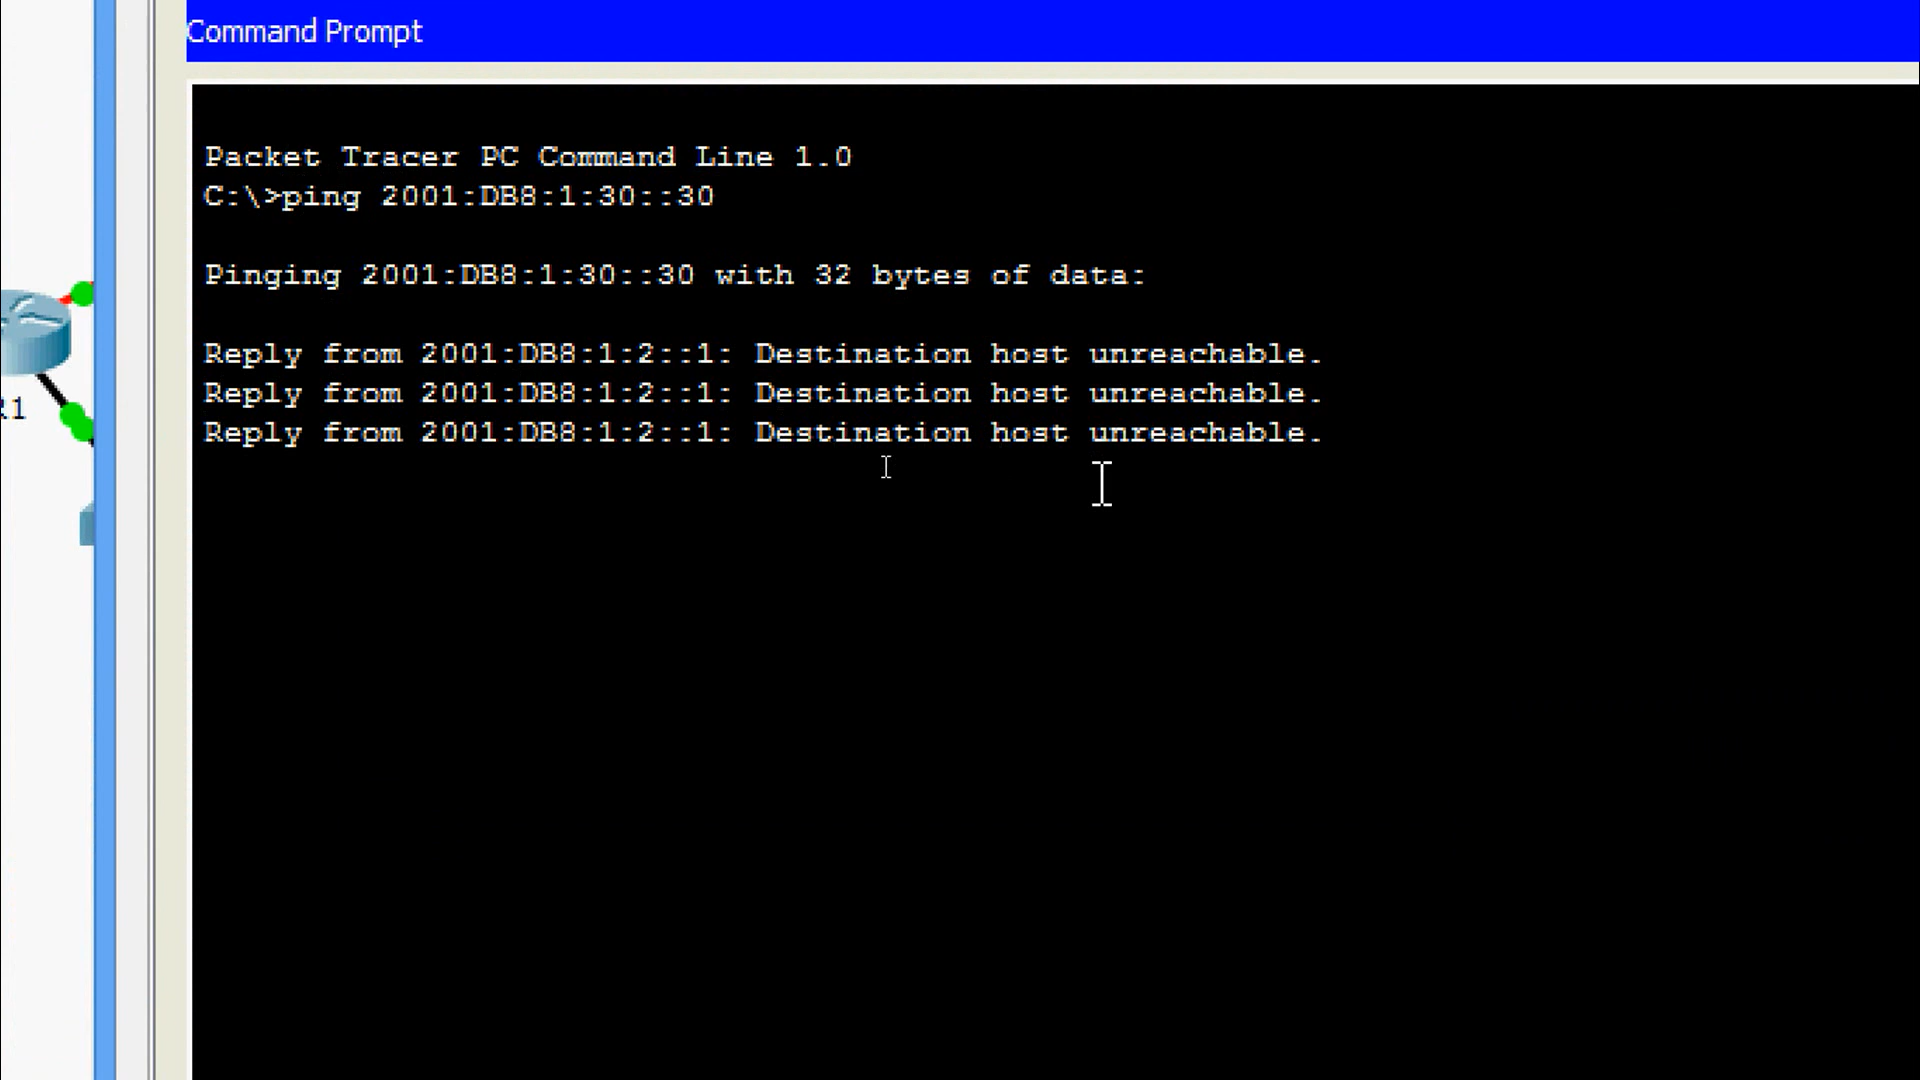 Command Prompt
Packet Tracer PC Command Line 1.0
C:\>ping 2001:DB8:1:30::30
Pinging 2001:DB8:1:30::30 with 32 bytes of data:
Reply from 2001:DB8:1:2::1: Destination host unreachable.
Reply from 2001:DB8:1:2::1: Destination host unreachable.
Reply from 2001:DB8:1:2::1: Destination host unreachable.